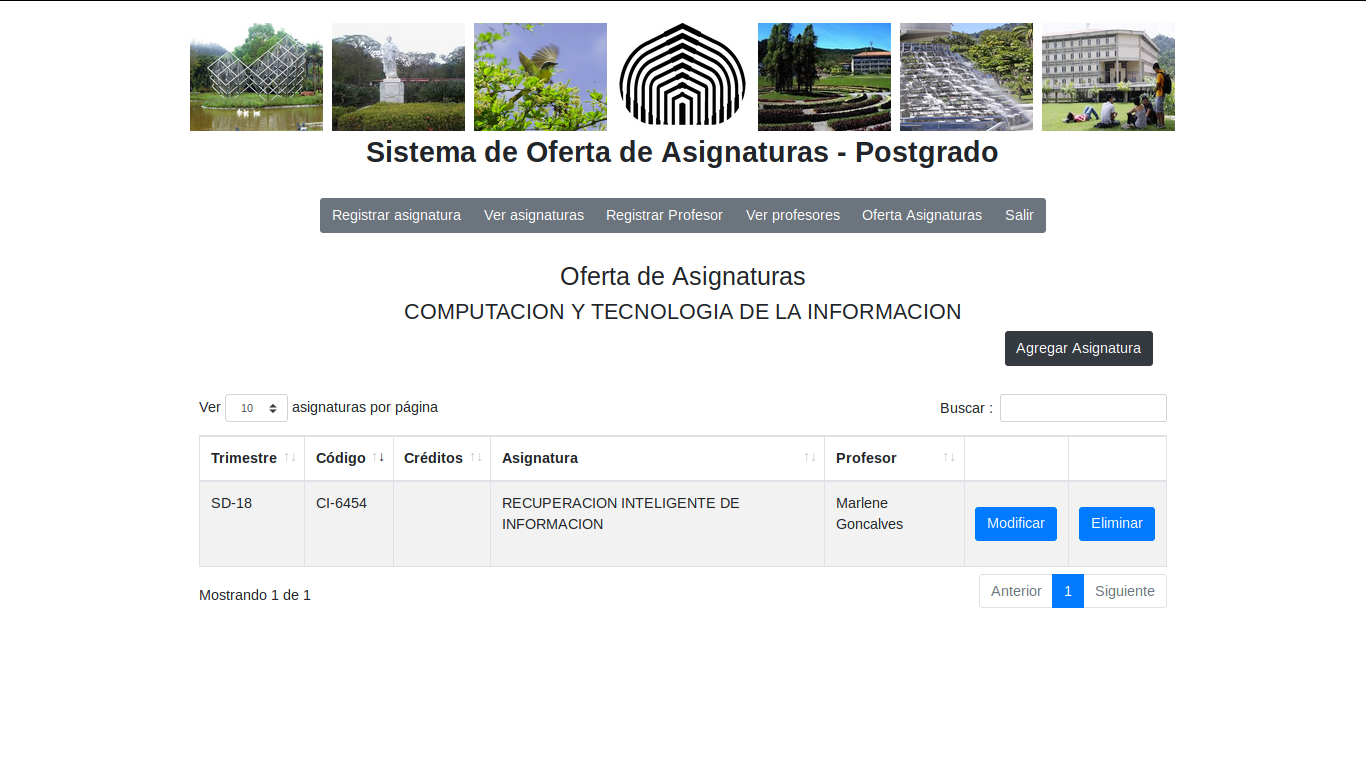 Sistema de Oferta de Asignaturas - Postgrado
Registrar asignatura Ver asignaturas Registrar Profesor Ver profesores Oferta Asignaturas Salir
Oferta de Asignaturas
COMPUTACION Y TECNOLOGIA DE LA INFORMACION
Agregar Asignatura
Ver 10 asignaturas por página Buscar :
Trimestre Código Créditos Asignatura Profesor
SD-18 CI-6454 RECUPERACION INTELIGENTE DE Marlene
INFORMACION Goncalves
Modificar Eliminar
Mostrando 1 de 1 Anterior 1 Siguiente